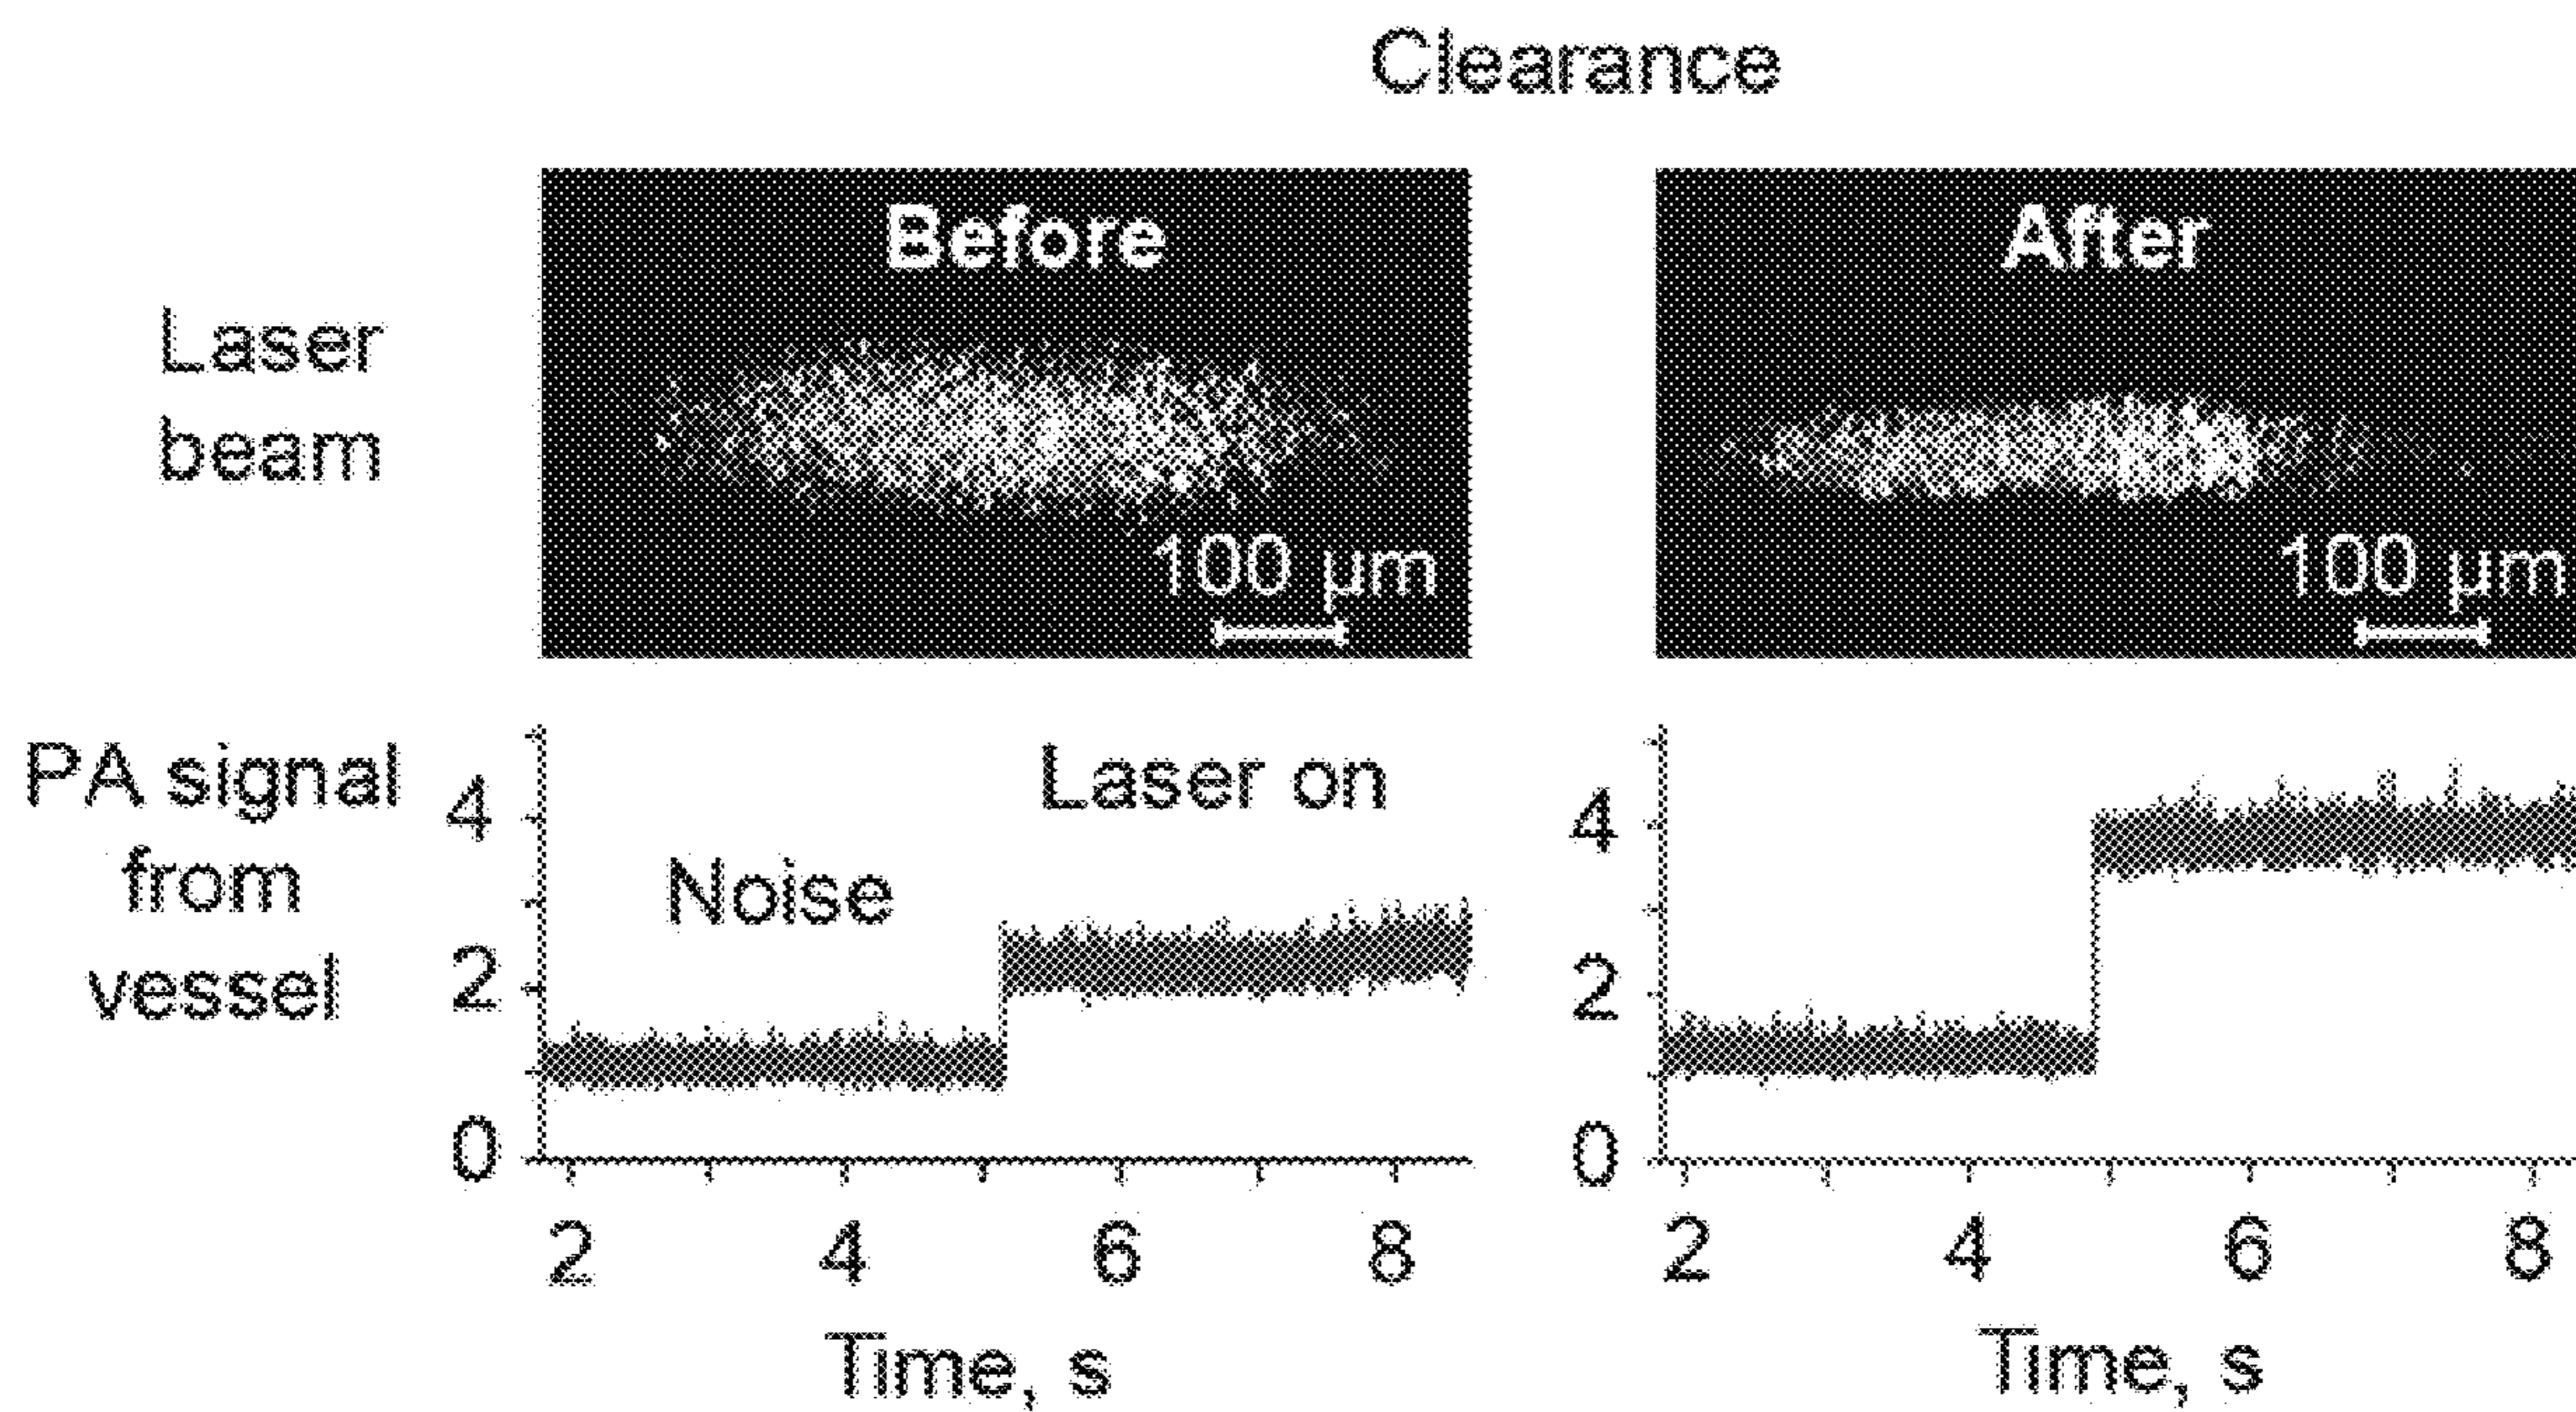 Clearance
Before
After
Laser
beam
100 µm
100 µm
PA signal
from
vessel
4
2
0
Noise
Laser on
4
2
0
2 4 6 8
2 4 6 8
Time, s
Time, s